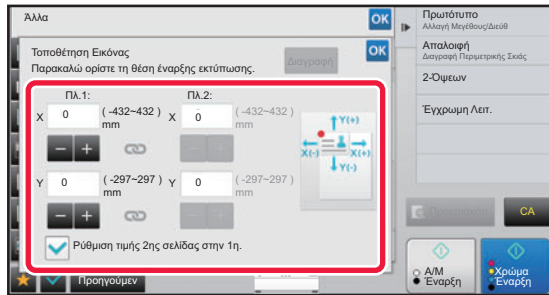 Άλλα
OK
Τοποθέτηση Εικόνας
Παρακαλώ ορίστε τη θέση έναρξης εκτύπωσης.
Διαγραφή
OK
Πλ.1:
Πλ.2:
X 0 (-432~432) mm
X 0 (-432~432) mm
Y 0 (-297~297) mm
Y 0 (-297~297) mm
Y(+)
X(-) X(+)
Y(-)
Ρύθμιση τιμής 2ης σελίδας στην 1η.
Προηγούμεν
Πρωτότυπο
Αλλαγή Μεγέθους/Διεύθ
Απαλοιφή
Διαγραφή Περιμετρικής Σκιάς
2-Όψεων
Έγχρωμη Λειτ.
CA
Α/Μ
Έναρξη
Χρώμα
Έναρξη